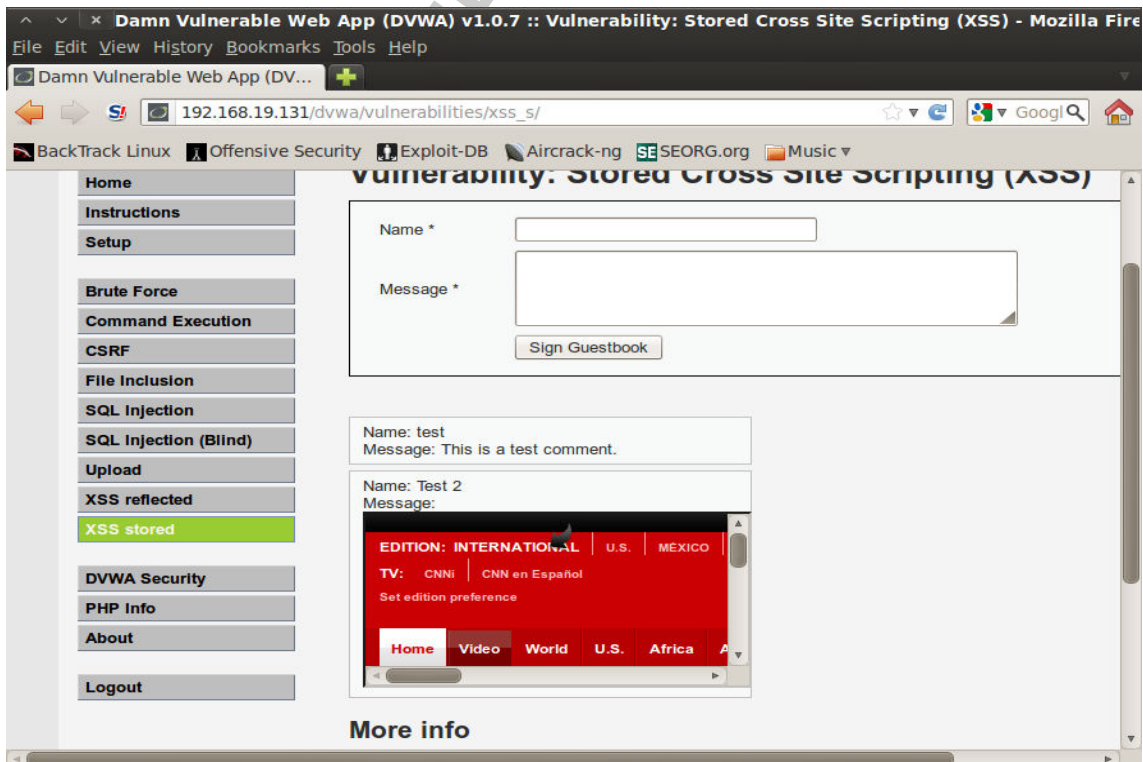 Damn Vulnerable Web App (DVWA) v1.0.7 :: Vulnerability: Stored Cross Site Scripting (XSS) - Mozilla Fire
File Edit View History Bookmarks Tools Help
Damn Vulnerable Web App (DV...
192.168.19.131/dvwa/vulnerabilities/xss_s/
Googl
BackTrack Linux Offensive Security Exploit-DB Aircrack-ng SEORG.org Music
Vulnerability: Stored Cross Site Scripting (XSS)
Home
Instructions
Setup
Brute Force
Command Execution
CSRF
File Inclusion
SQL Injection
SQL Injection (Blind)
Upload
XSS reflected
XSS stored
DVWA Security
PHP Info
About
Logout
Name *
Message *
Sign Guestbook
Name: test
Message: This is a test comment.
Name: Test 2
Message:
EDITION: INTERNATIONAL U.S. MÉXICO
TV: CNNi CNN en Español
Set edition preference
Home Video World U.S. Africa
More info